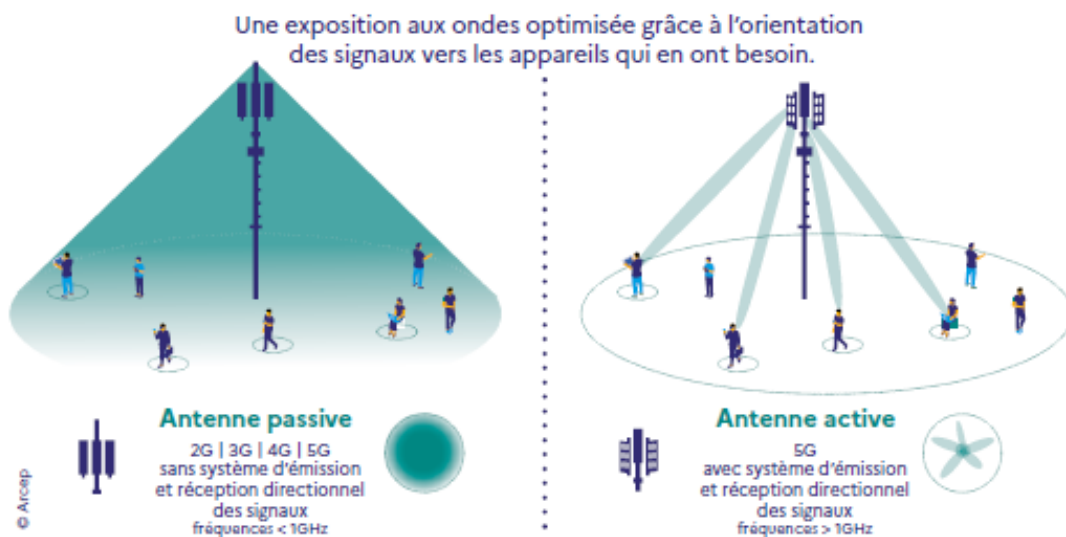 Une exposition aux ondes optimisée grâce à l'orientation
des signaux vers les appareils qui en ont besoin.
Antenne passive
2G | 3G | 4G | 5G
sans système d'émission
et réception directionnel
des signaux
fréquences < 1GHz
Antenne active
5G
avec système d'émission
et réception directionnel
des signaux
fréquences > 1GHz
© Arcep